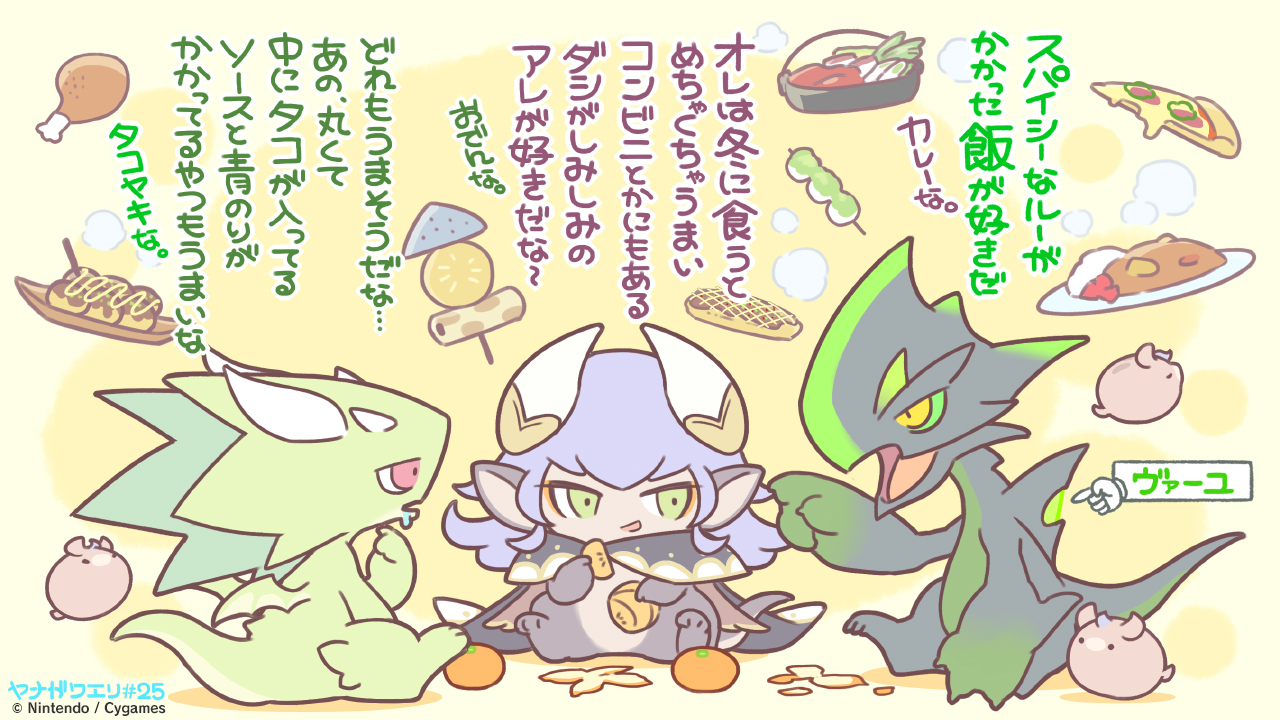 スパイシーなルーが
かかった飯が好きだ
カレーな。
オレは冬に食うと
めちゃくちゃうまい
コンビニとかにもある
ダシがしみしみの
アレが好きだな～
おでんな。
どれもうまそうだな…
あの、丸くて
中にタコが入ってる
ソースと青のりが
かかってるやつもうまいな
タコヤキな。
ヴァーユ
ヤナガワエリ#25
© Nintendo / Cygames